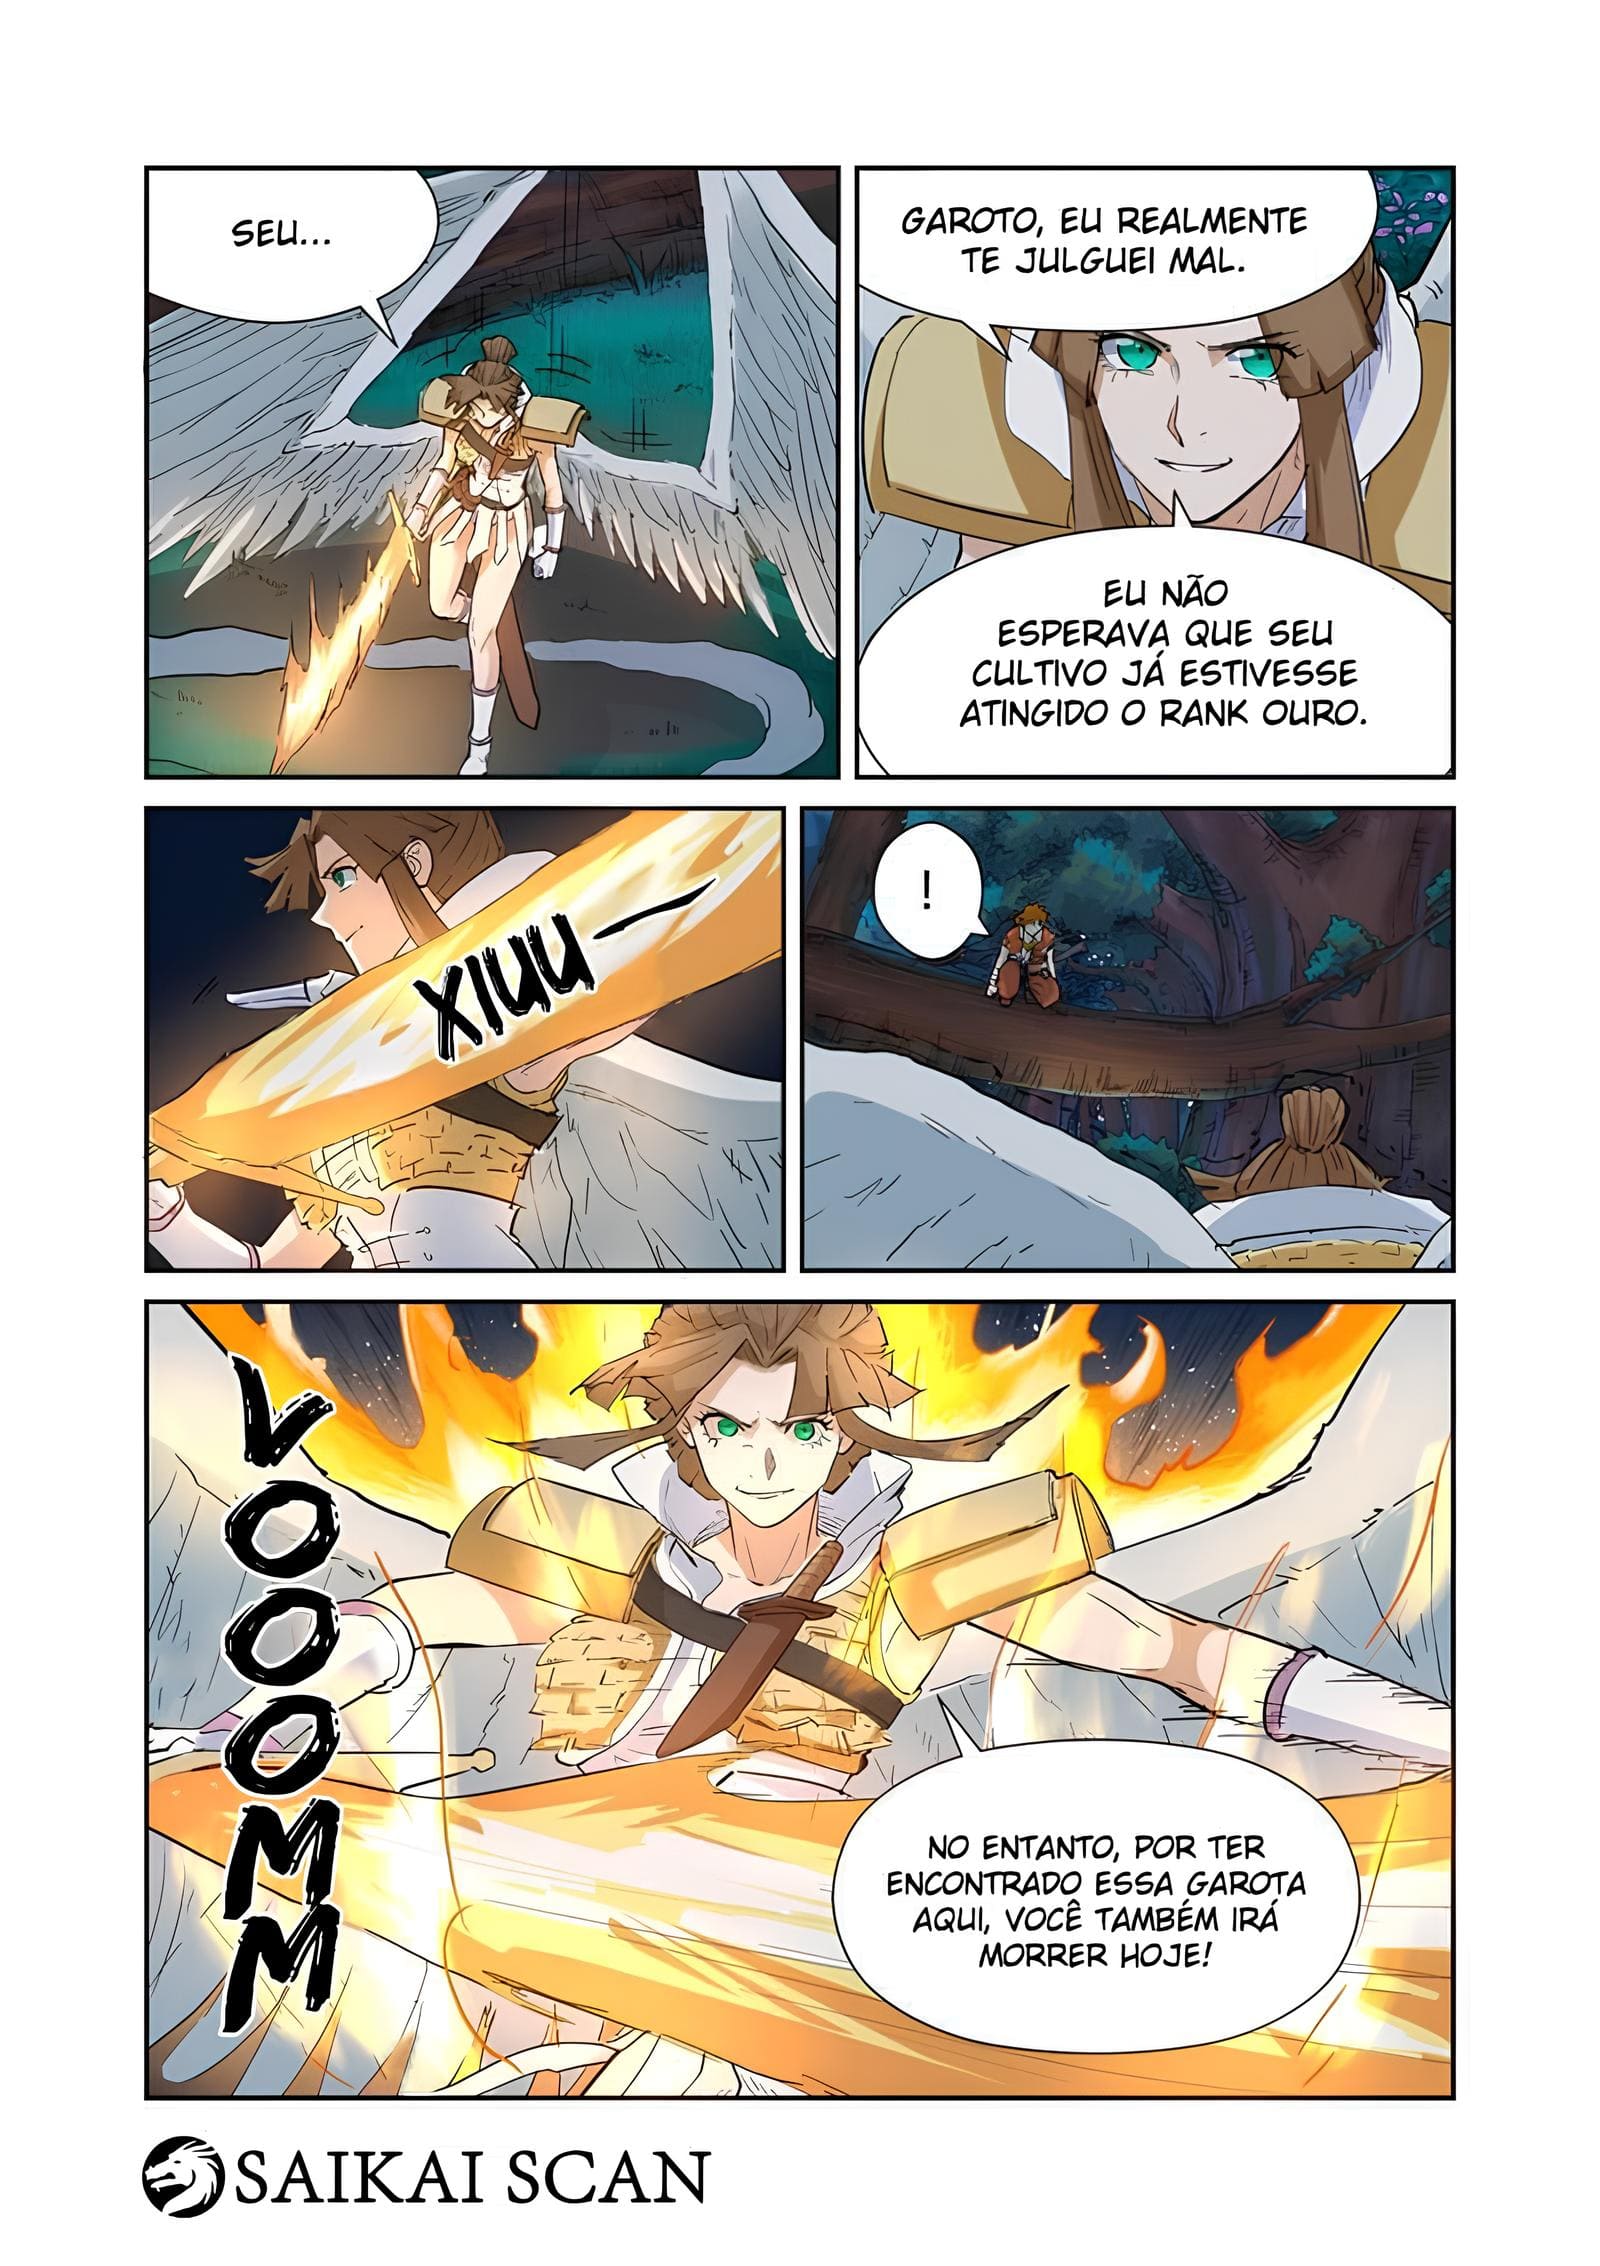 SEU...
GAROTO, EU REALMENTE
TE JULGUEI MAL.
EU NÃO
ESPERAVA QUE SEU
CULTIVO JÁ ESTIVESSE
ATINGIDO O RANK OURO.
XIUU—
!
VOOOMM
NO ENTANTO, POR TER
ENCONTRADO ESSA GAROTA
AQUI, VOCÊ TAMBÉM IRÁ
MORRER HOJE!
SAIKAI SCAN